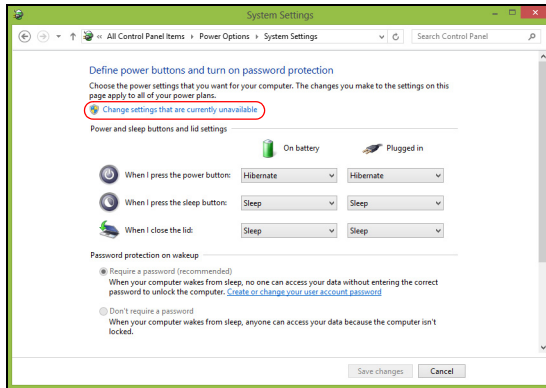 System Settings
« All Control Panel Items › Power Options › System Settings
Search Control Panel
Define power buttons and turn on password protection
Choose the power settings that you want for your computer. The changes you make to the settings on this
page apply to all of your power plans.
Change settings that are currently unavailable
Power and sleep buttons and lid settings
On battery Plugged in
When I press the power button: Hibernate Hibernate
When I press the sleep button: Sleep Sleep
When I close the lid: Sleep Sleep
Password protection on wakeup
Require a password (recommended)
When your computer wakes from sleep, no one can access your data without entering the correct
password to unlock the computer. Create or change your user account password
Don't require a password
When your computer wakes from sleep, anyone can access your data because the computer isn't
locked.
Save changes Cancel